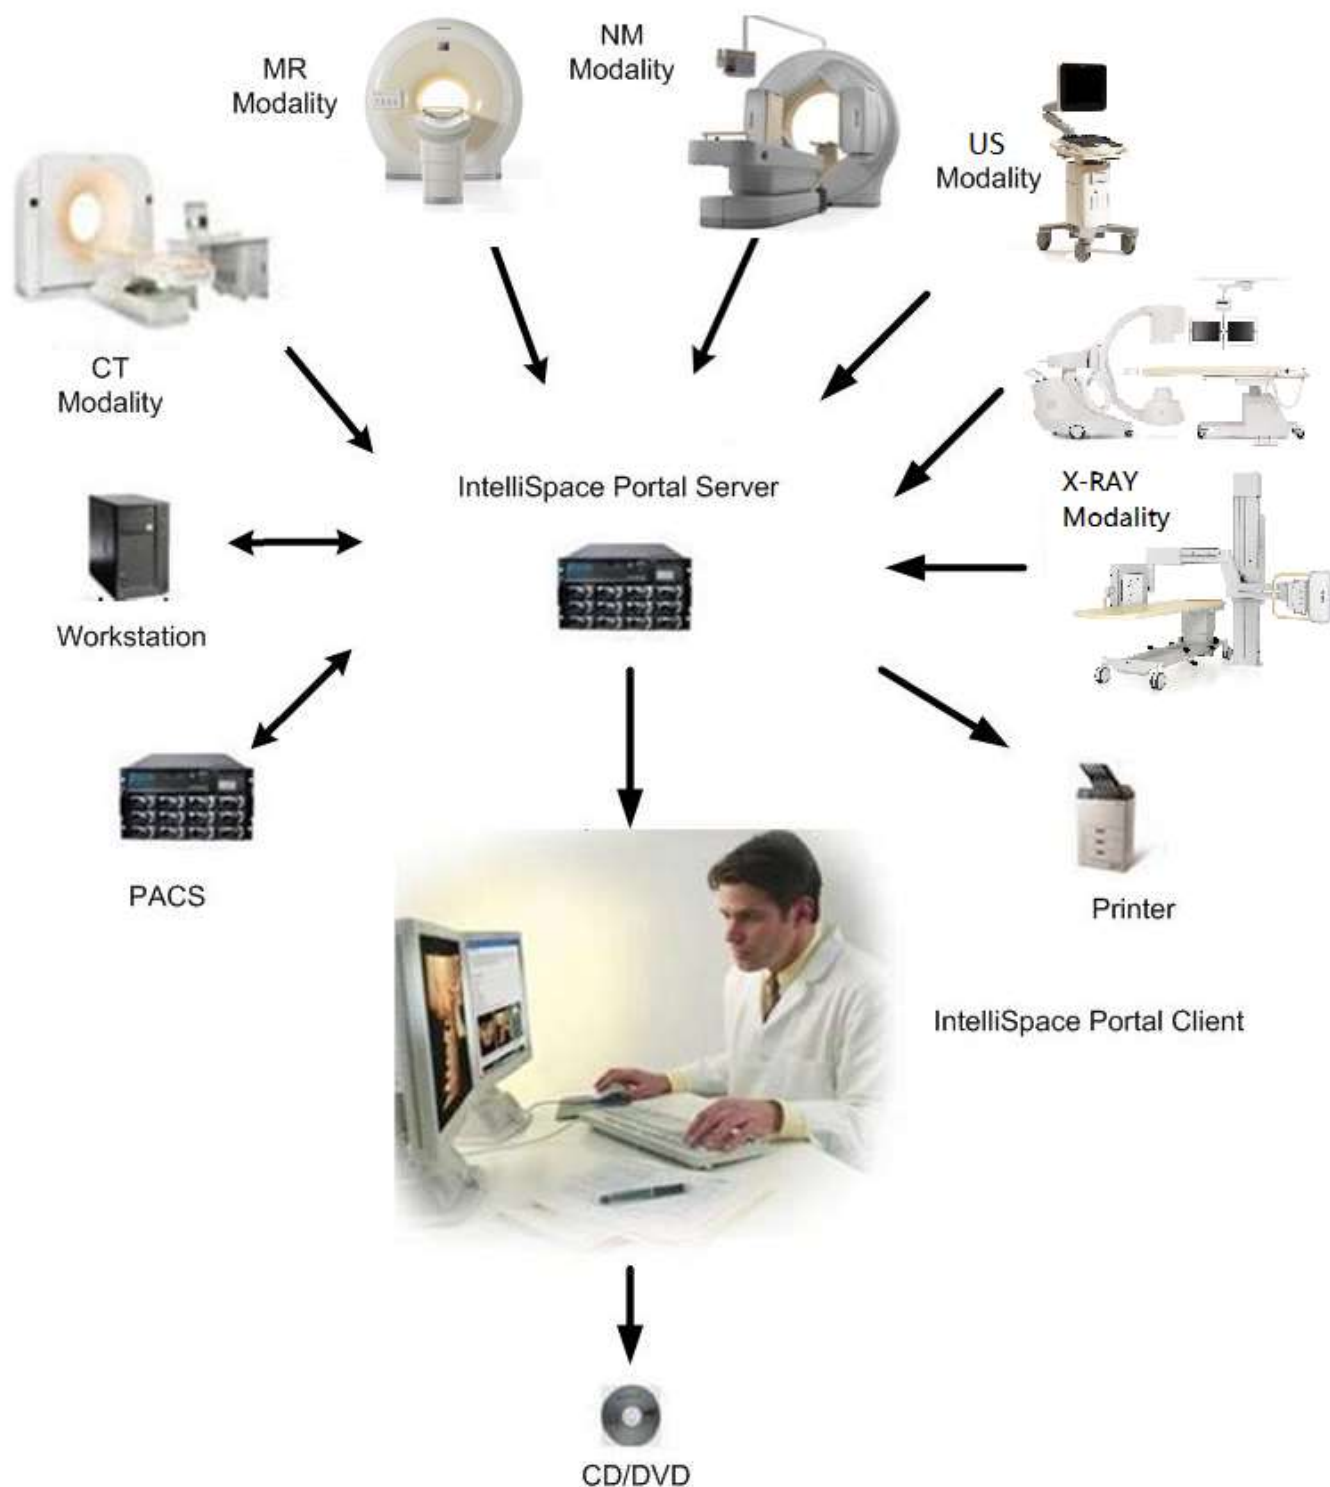 MR
Modality
NM
Modality
US
Modality
CT
Modality
IntelliSpace Portal Server
X-RAY
Modality
Workstation
PACS
Printer
IntelliSpace Portal Client
CD/DVD